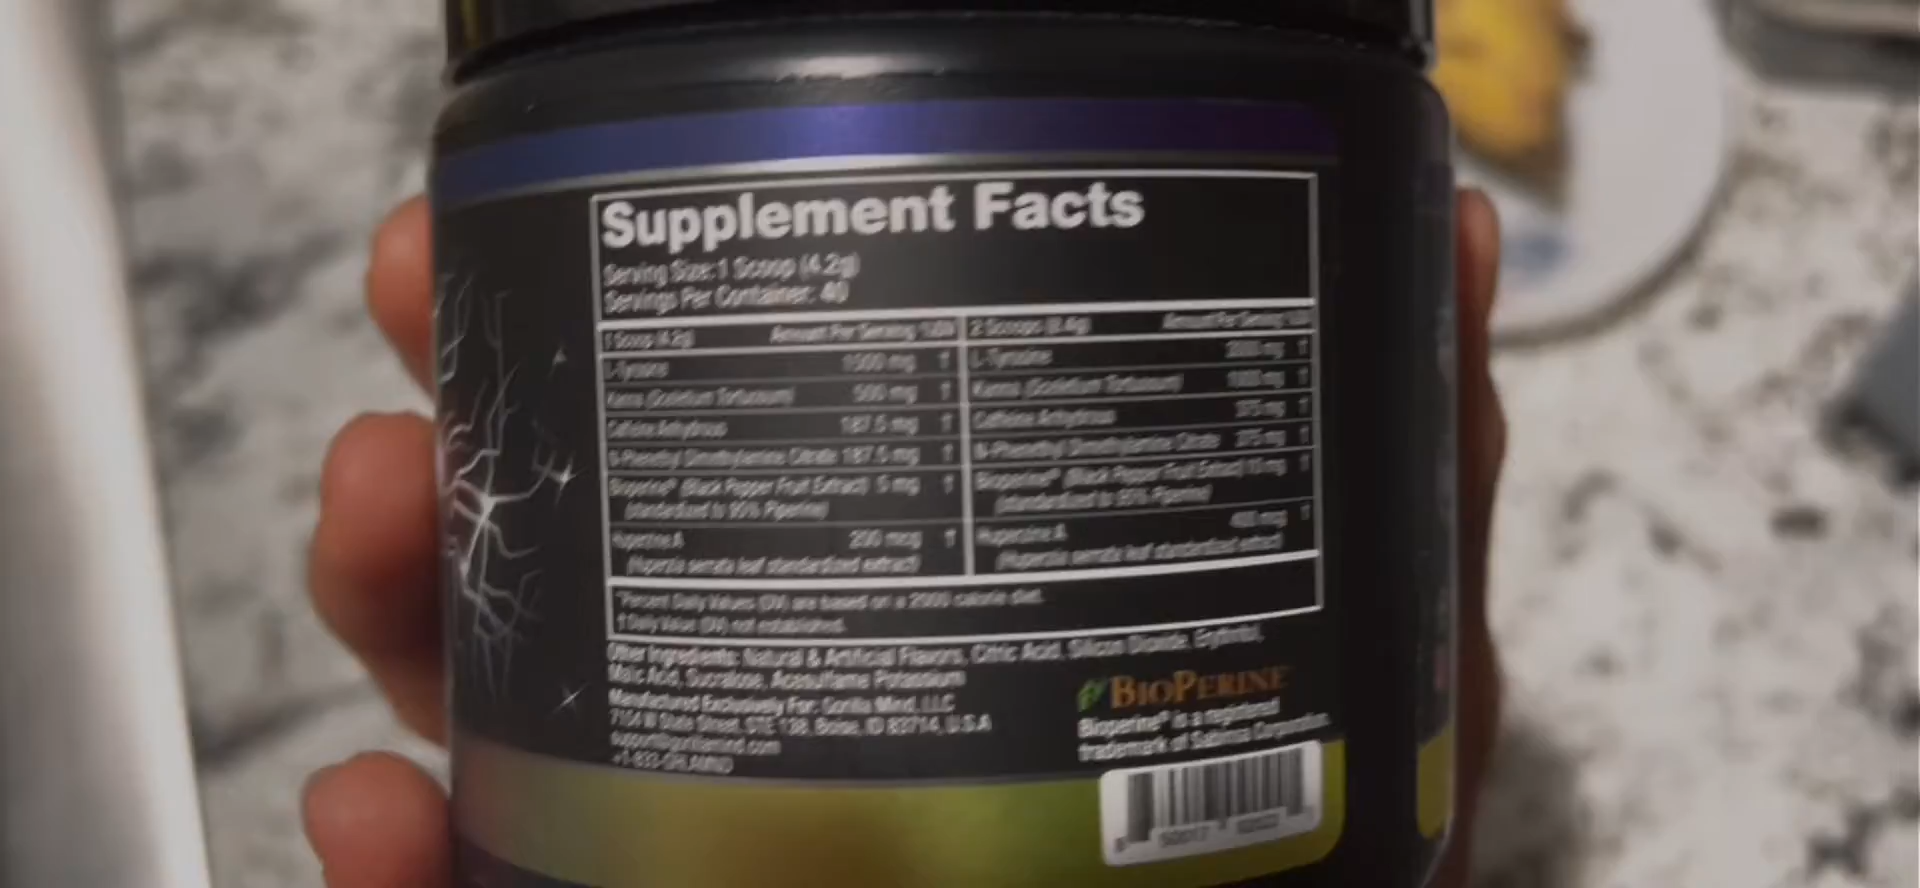 Supplement Facts
Serving Size: 1 Scoop (4.2g)
Servings Per Container: 40
1 Scoop (4.2g) Amount Per Serving %DV
L-Tyrosine 1500 mg †
Kanna (Sceletium Tortuosum) 500 mg †
Caffeine Anhydrous 187.5 mg †
N-Phenethyl Dimethylamine Citrate 187.5 mg †
Bioperine® (Black Pepper Fruit Extract) 5 mg †
(standardized to 95% Piperine)
Huperzine A 200 mcg †
(Huperzia serrata leaf standardized extract)
2 Scoops (8.4g) Amount Per Serving
L-Tyrosine mg †
Kanna (Sceletium Tortuosum) 1000 mg †
Caffeine Anhydrous 375 mg †
N-Phenethyl Dimethylamine Citrate 375 mg †
Bioperine® (Black Pepper Fruit Extract) 10 mg †
(standardized to 95% Piperine)
Huperzine A 400 mcg †
(Huperzia serrata leaf standardized extract)
*Percent Daily Values (DV) are based on a 2000 calorie diet.
† Daily Value (DV) not established.
Other Ingredients: Natural & Artificial Flavors, Citric Acid, Silicon Dioxide, Erythritol,
Malic Acid, Sucralose, Acesulfame Potassium
Manufactured Exclusively For: Gorilla Mind, LLC
7154 W State Street, STE 138, Boise, ID 83714, U.S.A
support@gorillamind.com
+1-833-GRLAMND
BIOPERINE
Bioperine® is a registered
trademark of Sabinsa Corporation